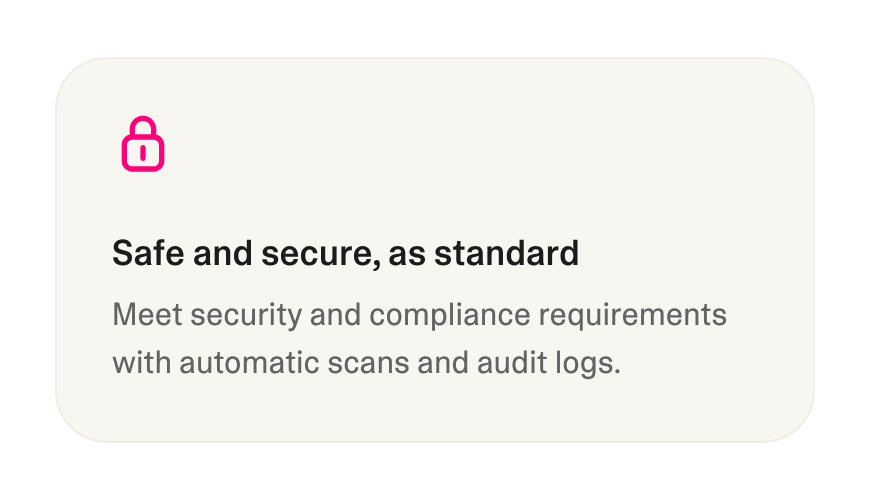 Safe and secure, as standard
Meet security and compliance requirements
with automatic scans and audit logs.